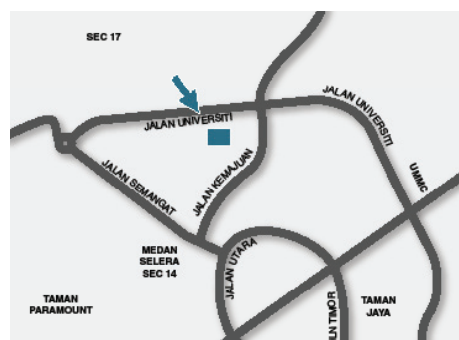 SEC 17
JALAN UNIVERSITI
JALAN UNIVERSITI
JALAN SEMANGAT
JALAN KEMAJUAN
UMMC
MEDAN
SELERA
SEC 14
JALAN UTARA
TAMAN
PARAMOUNT
LN TIMOR
TAMAN
JAYA